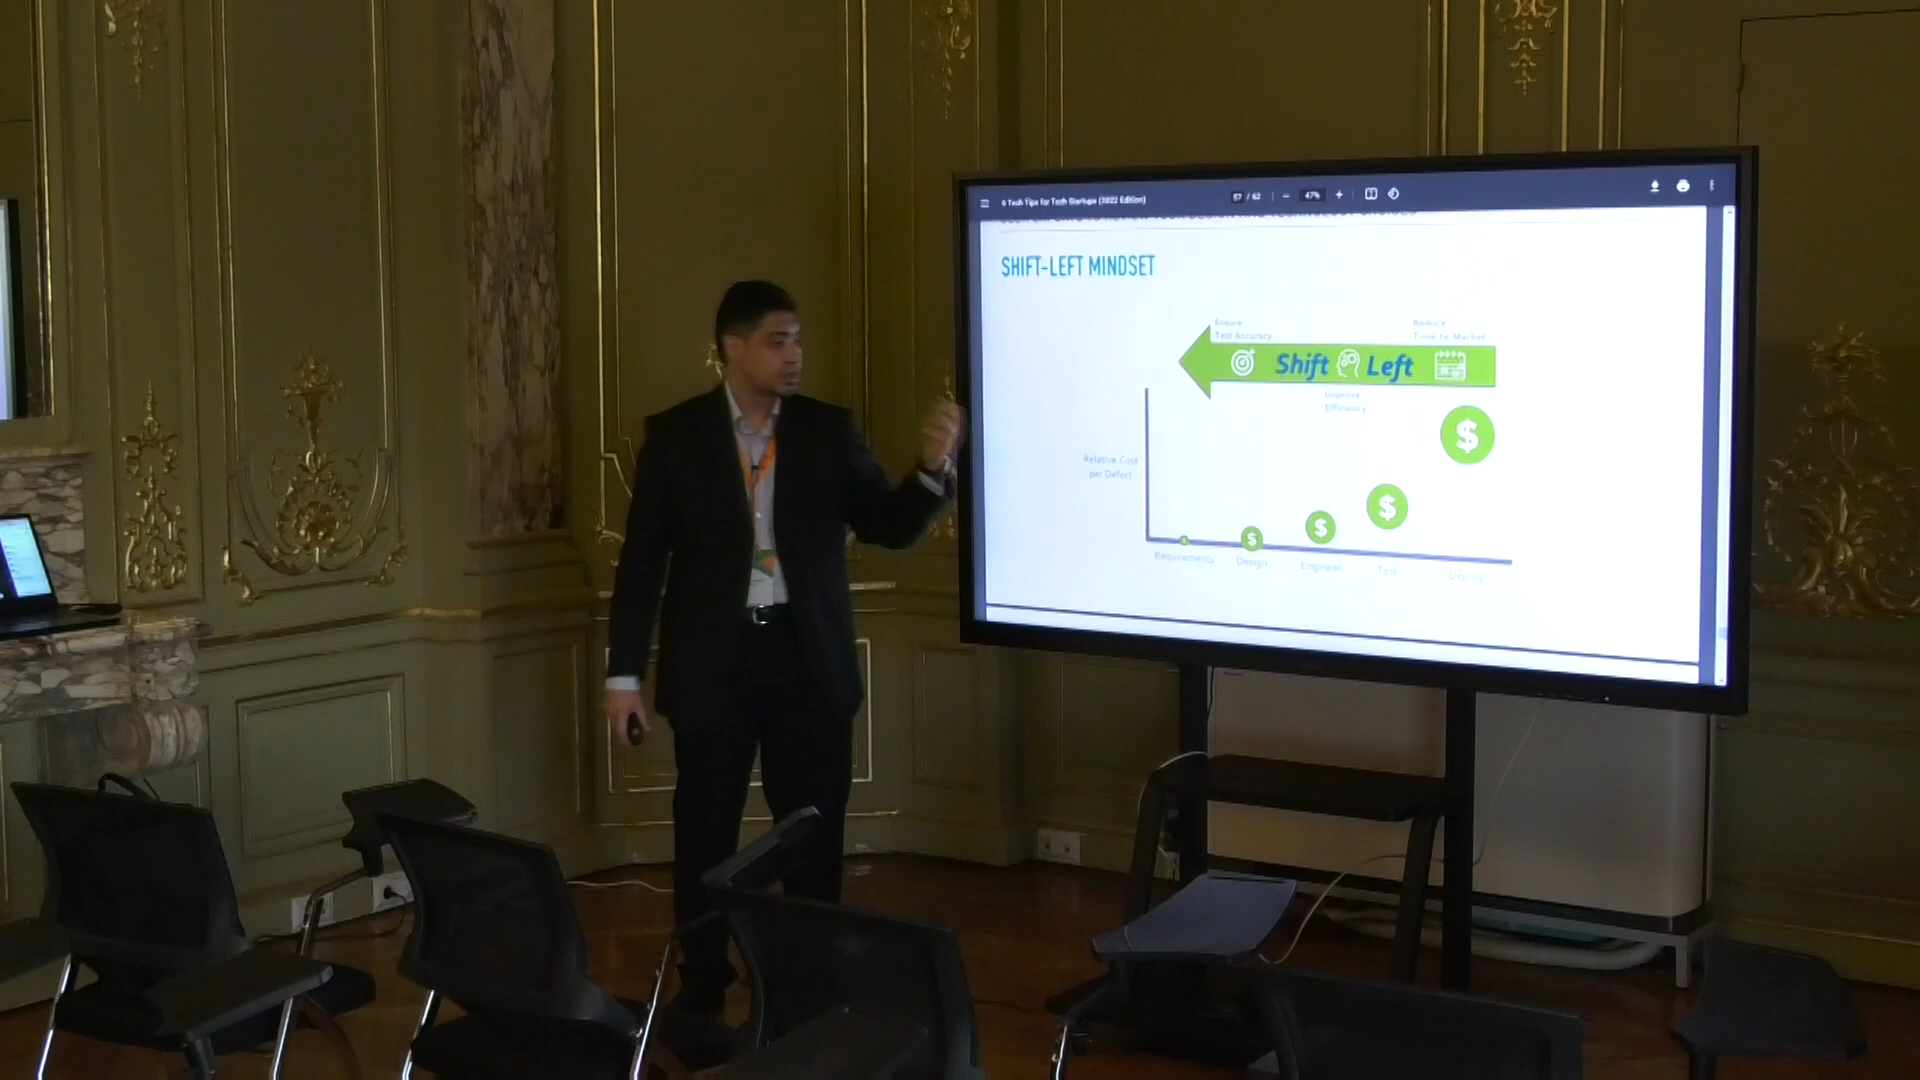 6 Tech Tips for Tech Startups (2022 Edition)
57 / 62
47%
SHIFT-LEFT MINDSET
Ensure
Test Accuracy
Reduce
Time to Market
Shift Left
Improve
Efficiency
Relative Cost
per Defect
$
$
$
$
Requirements
Design
Engineer
Test
Deploy